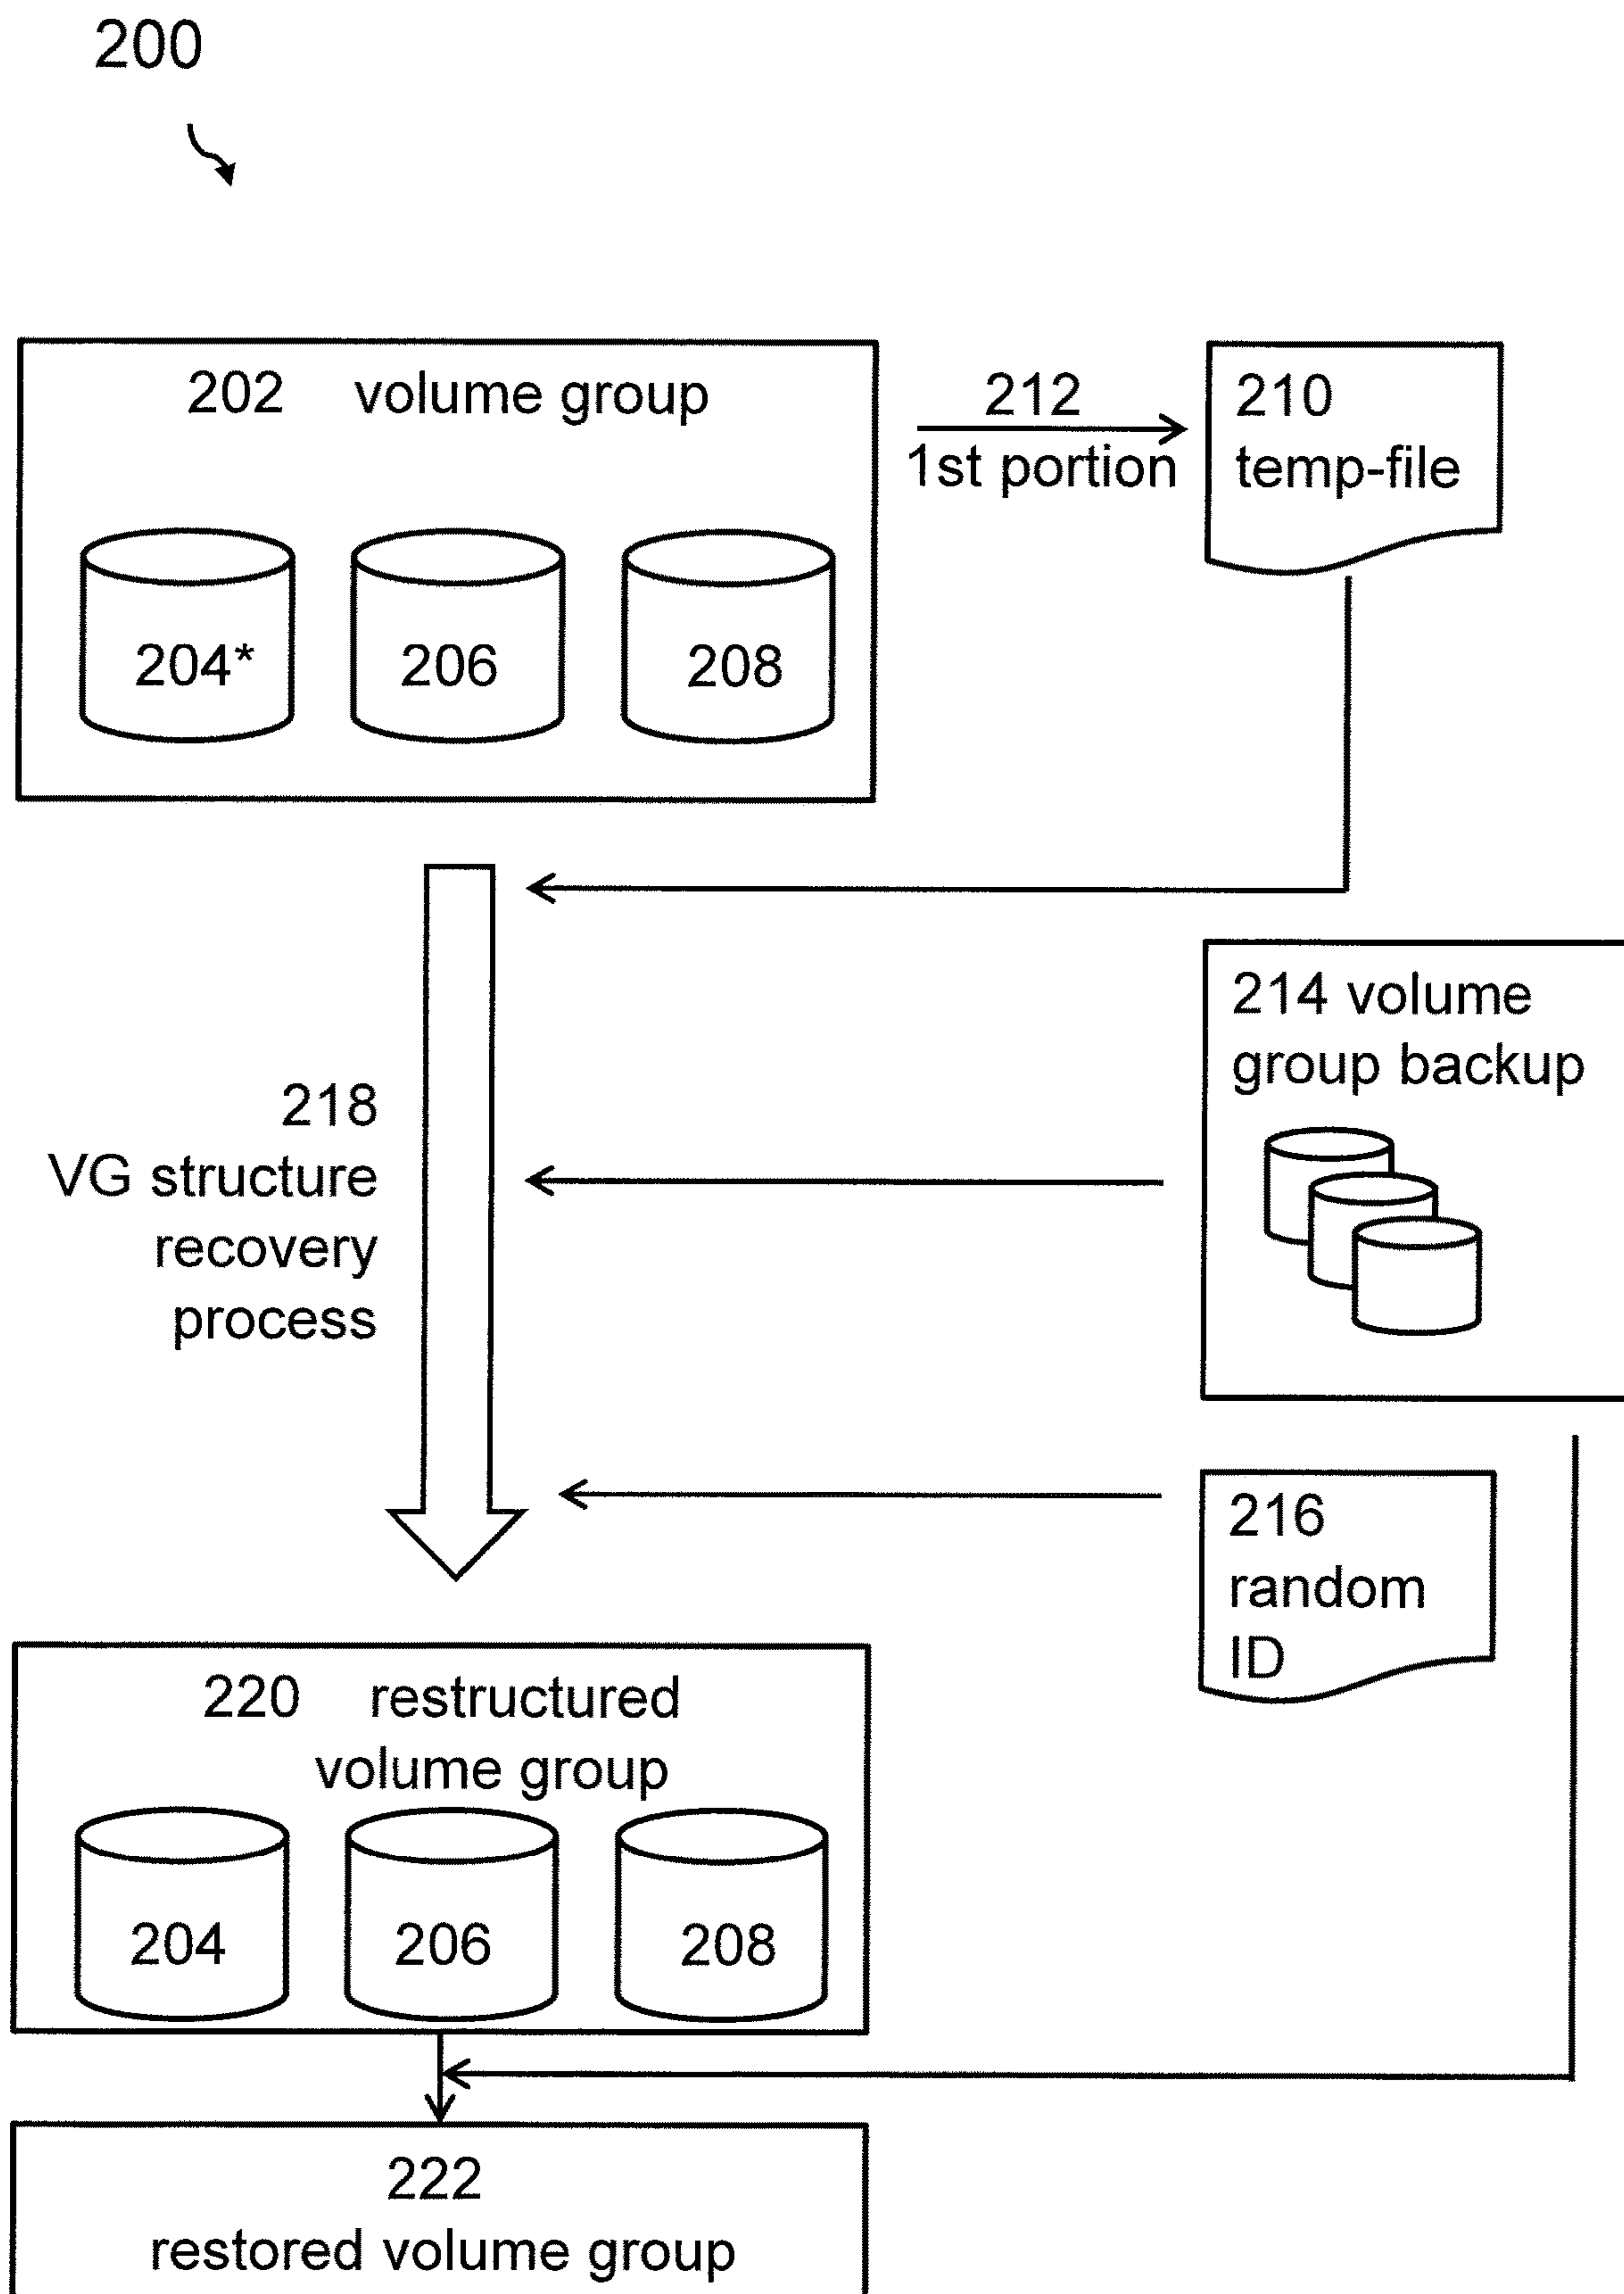 200
202 volume group
212
1st portion
210
temp-file
204*
206
208
214 volume
group backup
218
VG structure
recovery
process
216
random
ID
220 restructured
volume group
204
206
208
222
restored volume group